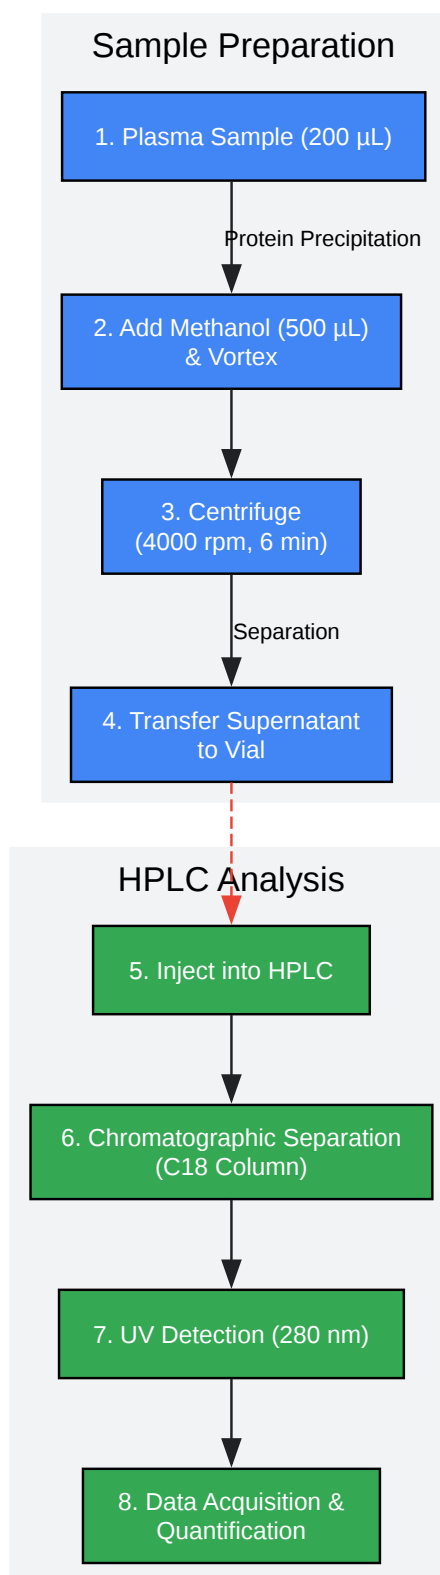 Sample Preparation
1. Plasma Sample (200 µL)
Protein Precipitation
2. Add Methanol (500 µL)
& Vortex
3. Centrifuge
(4000 rpm, 6 min)
Separation
4. Transfer Supernatant
to Vial
HPLC Analysis
5. Inject into HPLC
6. Chromatographic Separation
(C18 Column)
7. UV Detection (280 nm)
8. Data Acquisition &
Quantification